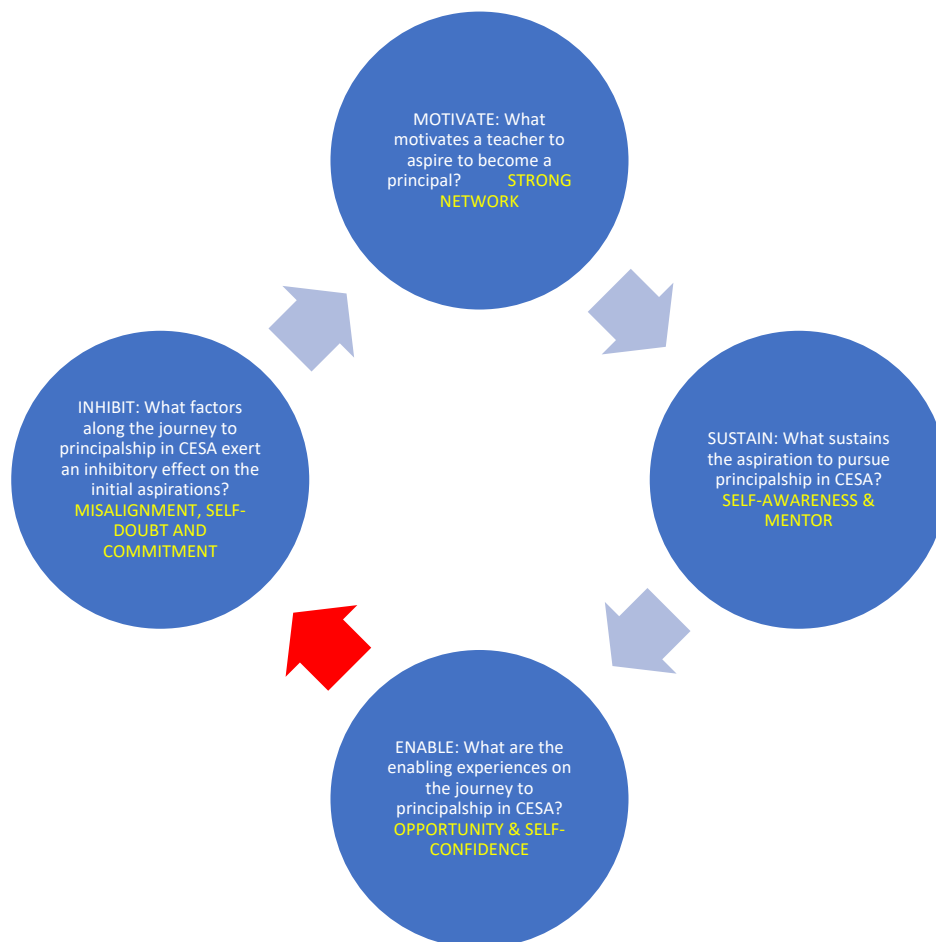 MOTIVATE: What
motivates a teacher to
aspire to become a
principal? STRONG
NETWORK
SUSTAIN: What sustains
the aspiration to pursue
principalship in CESA?
SELF-AWARENESS &
MENTOR
ENABLE: What are the
enabling experiences on
the journey to
principalship in CESA?
OPPORTUNITY & SELF-
CONFIDENCE
INHIBIT: What factors
along the journey to
principalship in CESA exert
an inhibitory effect on the
initial aspirations?
MISALIGNMENT, SELF-
DOUBT AND
COMMITMENT